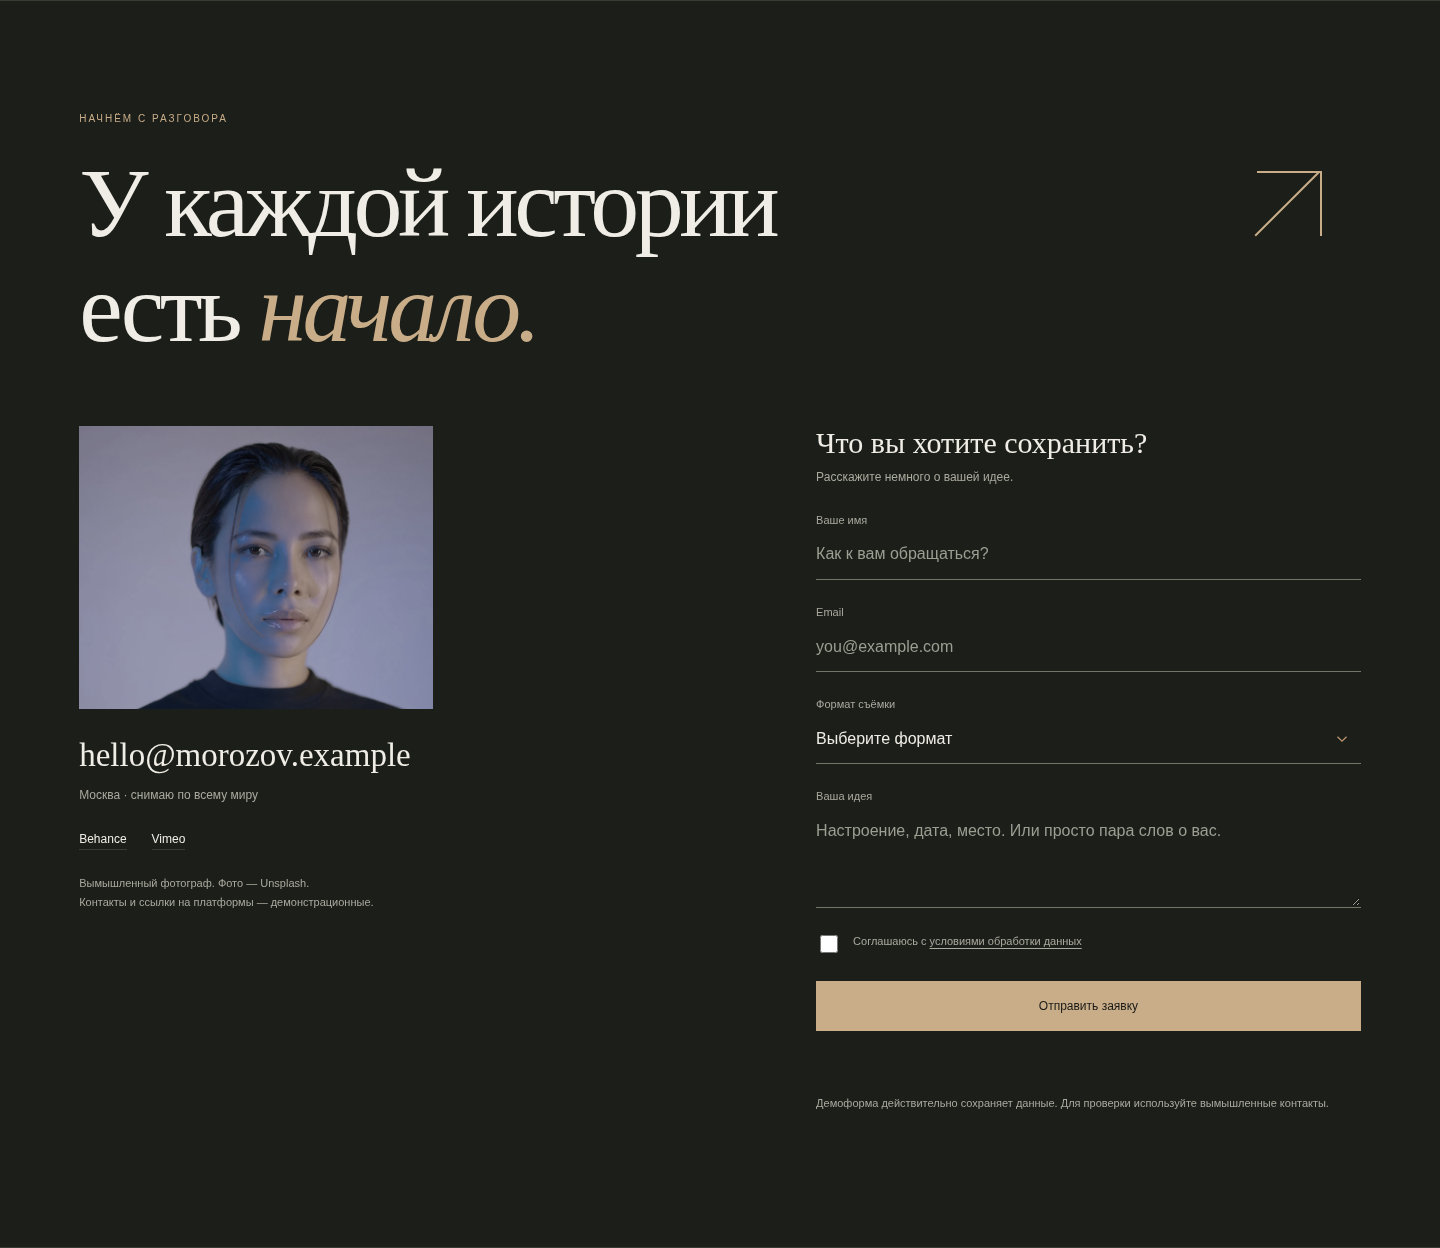 НАЧНЁМ С РАЗГОВОРА
У каждой истории
есть начало.
hello@morozov.example
Москва · снимаю по всему миру
Behance Vimeo
Вымышленный фотограф. Фото — Unsplash.
Контакты и ссылки на платформы — демонстрационные.
Что вы хотите сохранить?
Расскажите немного о вашей идее.
Ваше имя
Как к вам обращаться?
Email
you@example.com
Формат съёмки
Выберите формат
Ваша идея
Настроение, дата, место. Или просто пара слов о вас.
Соглашаюсь с условиями обработки данных
Отправить заявку
Демоформа действительно сохраняет данные. Для проверки используйте вымышленные контакты.